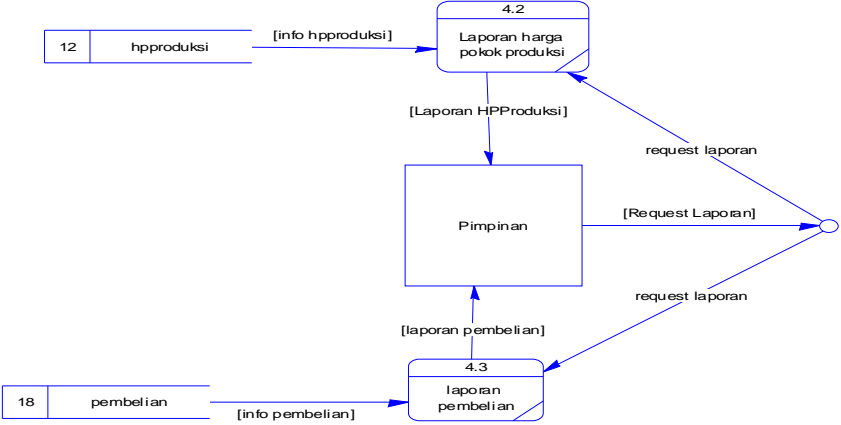 4.2
Laporan harga
pokok produksi
12
hpproduksi
[info hpproduksi]
[Laporan HPProduksi]
request laporan
Pimpinan
[Request Laporan]
request laporan
[laporan pembelian]
4.3
laporan
pembelian
18
pembelian
[info pembelian]